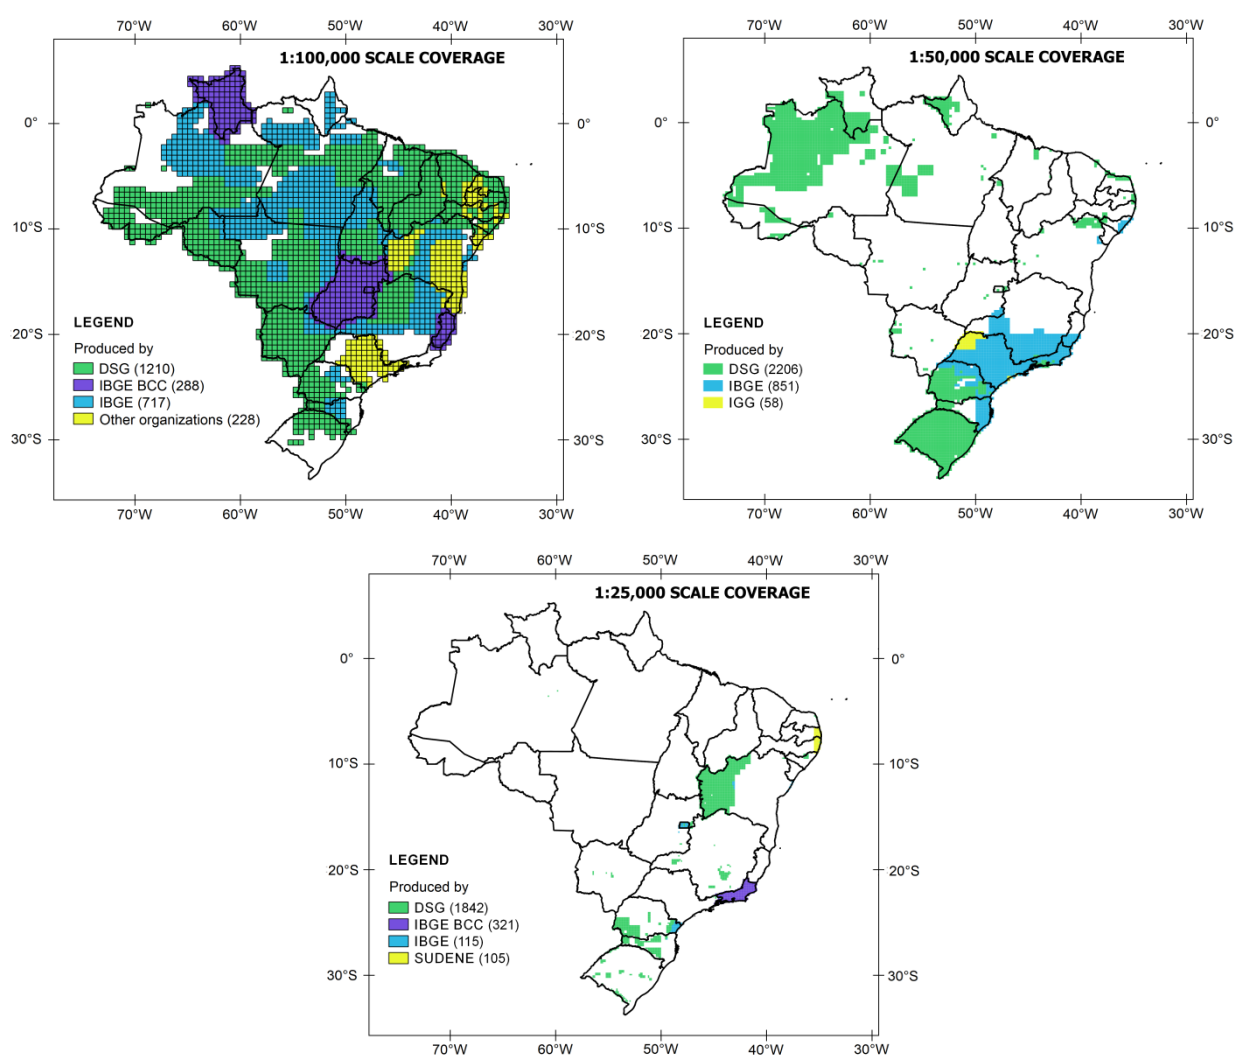 70°W 60°W 50°W 40°W 30°W
1:100,000 SCALE COVERAGE
0° 0°
10°S 10°S
20°S 20°S
30°S 30°S
LEGEND
Produced by
DSG (1210)
IBGE BCC (288)
IBGE (717)
Other organizations (228)
70°W 60°W 50°W 40°W 30°W
70°W 60°W 50°W 40°W 30°W
1:50,000 SCALE COVERAGE
0° 0°
10°S 10°S
20°S 20°S
30°S 30°S
LEGEND
Produced by
DSG (2206)
IBGE (851)
IGG (58)
70°W 60°W 50°W 40°W 30°W
70°W 60°W 50°W 40°W 30°W
1:25,000 SCALE COVERAGE
0° 0°
10°S 10°S
20°S 20°S
30°S 30°S
LEGEND
Produced by
DSG (1842)
IBGE BCC (321)
IBGE (115)
SUDENE (105)
70°W 60°W 50°W 40°W 30°W